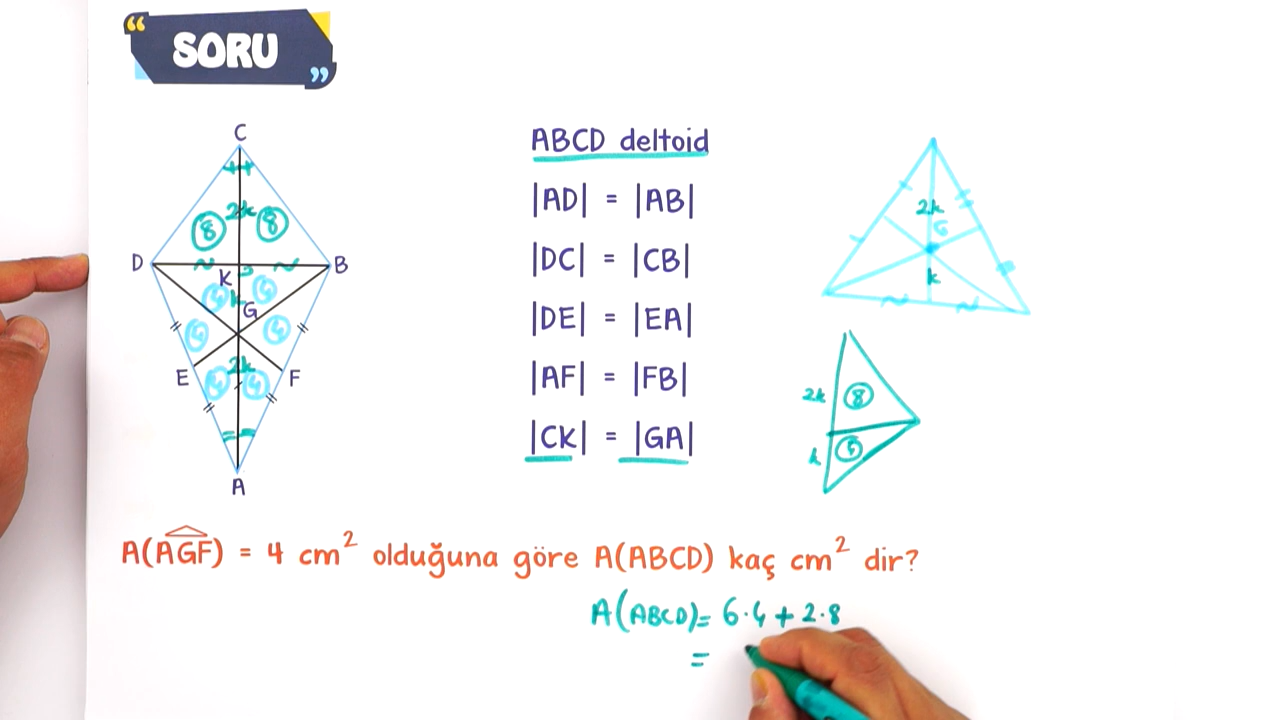 “ SORU ”
C
2k
8 8
D K B
4 k 4
G
4 4
E 2k F
4 4
A
ABCD deltoid
|AD| = |AB|
|DC| = |CB|
|DE| = |EA|
|AF| = |FB|
|CK| = |GA|
2k
G
k
2k 8
k
A(AGF) = 4 cm² olduğuna göre A(ABCD) kaç cm² dir?
A(ABCD)= 6·4 + 2·8
=